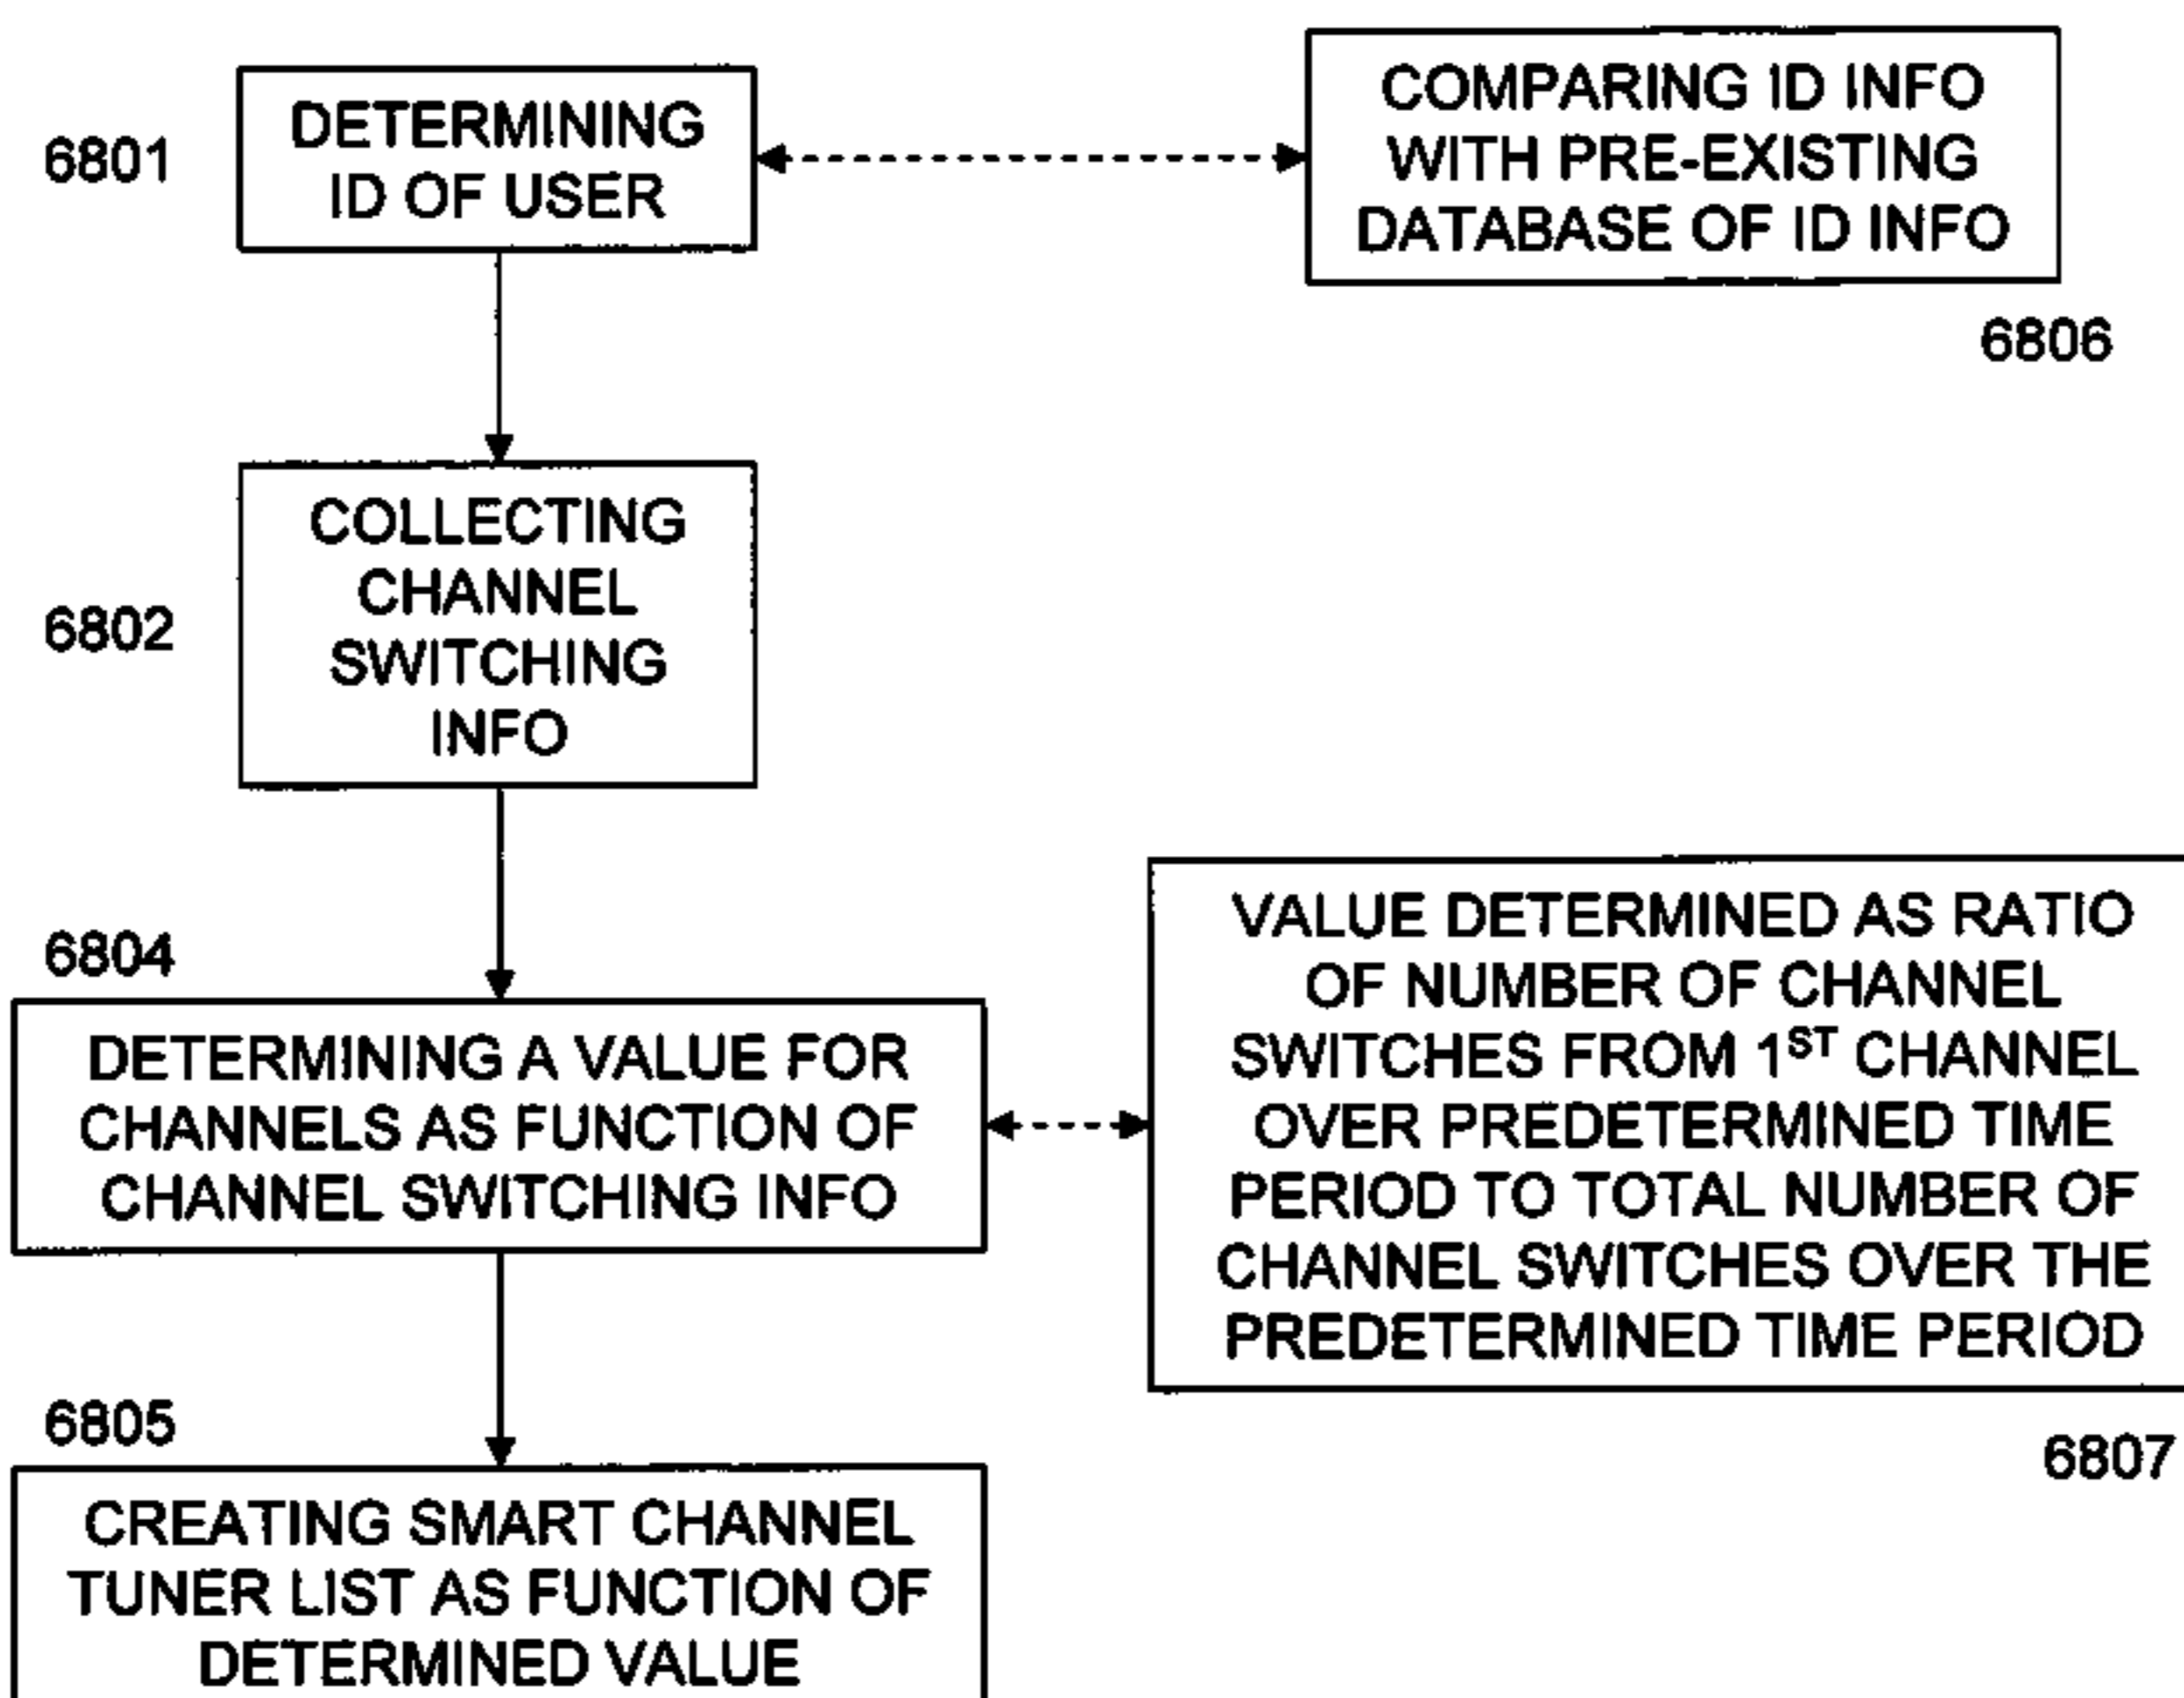 6801
DETERMINING
ID OF USER
COMPARING ID INFO
WITH PRE-EXISTING
DATABASE OF ID INFO
6806
6802
COLLECTING
CHANNEL
SWITCHING
INFO
6804
DETERMINING A VALUE FOR
CHANNELS AS FUNCTION OF
CHANNEL SWITCHING INFO
VALUE DETERMINED AS RATIO
OF NUMBER OF CHANNEL
SWITCHES FROM 1ST CHANNEL
OVER PREDETERMINED TIME
PERIOD TO TOTAL NUMBER OF
CHANNEL SWITCHES OVER THE
PREDETERMINED TIME PERIOD
6807
6805
CREATING SMART CHANNEL
TUNER LIST AS FUNCTION OF
DETERMINED VALUE